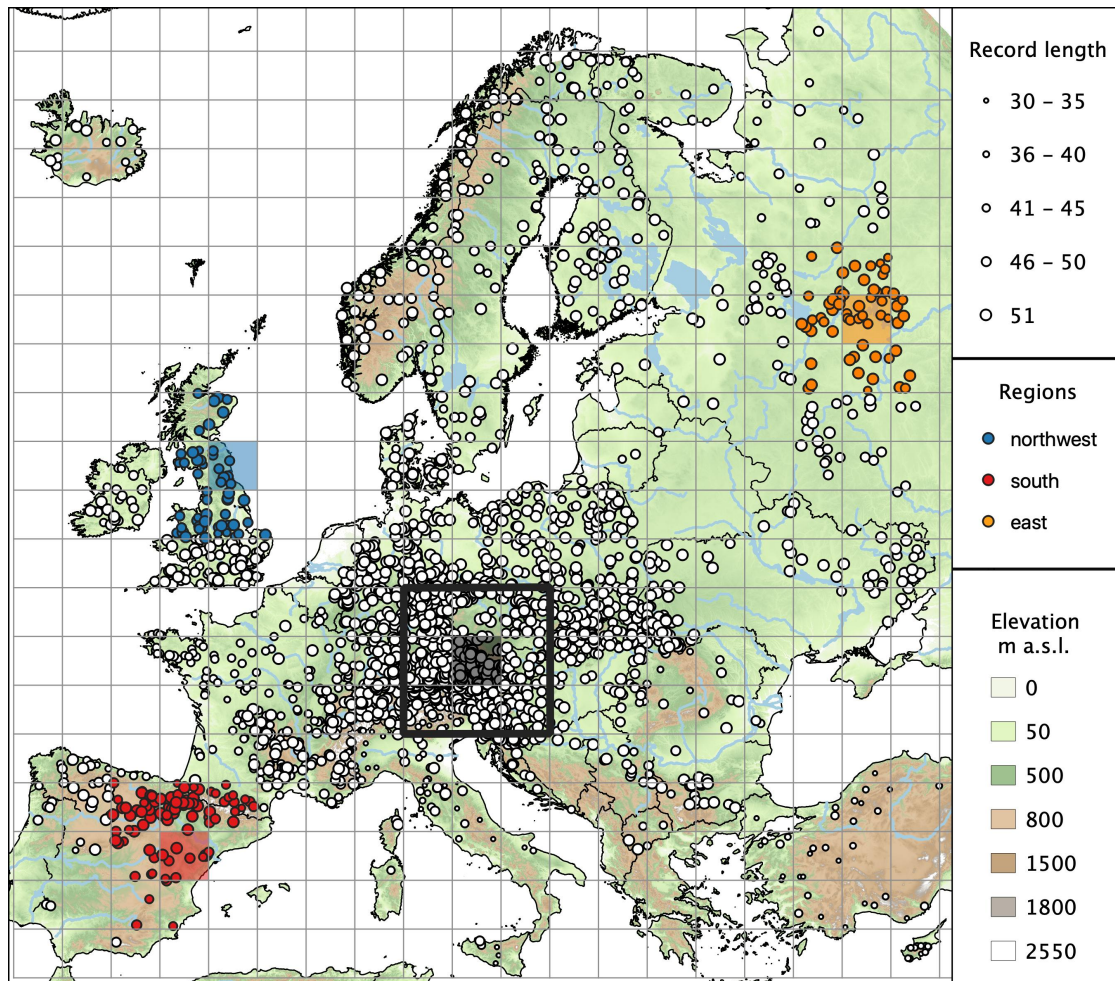 Record length
30 – 35
36 – 40
41 – 45
46 – 50
51
Regions
northwest
south
east
Elevation
m a.s.l.
0
50
500
800
1500
1800
2550